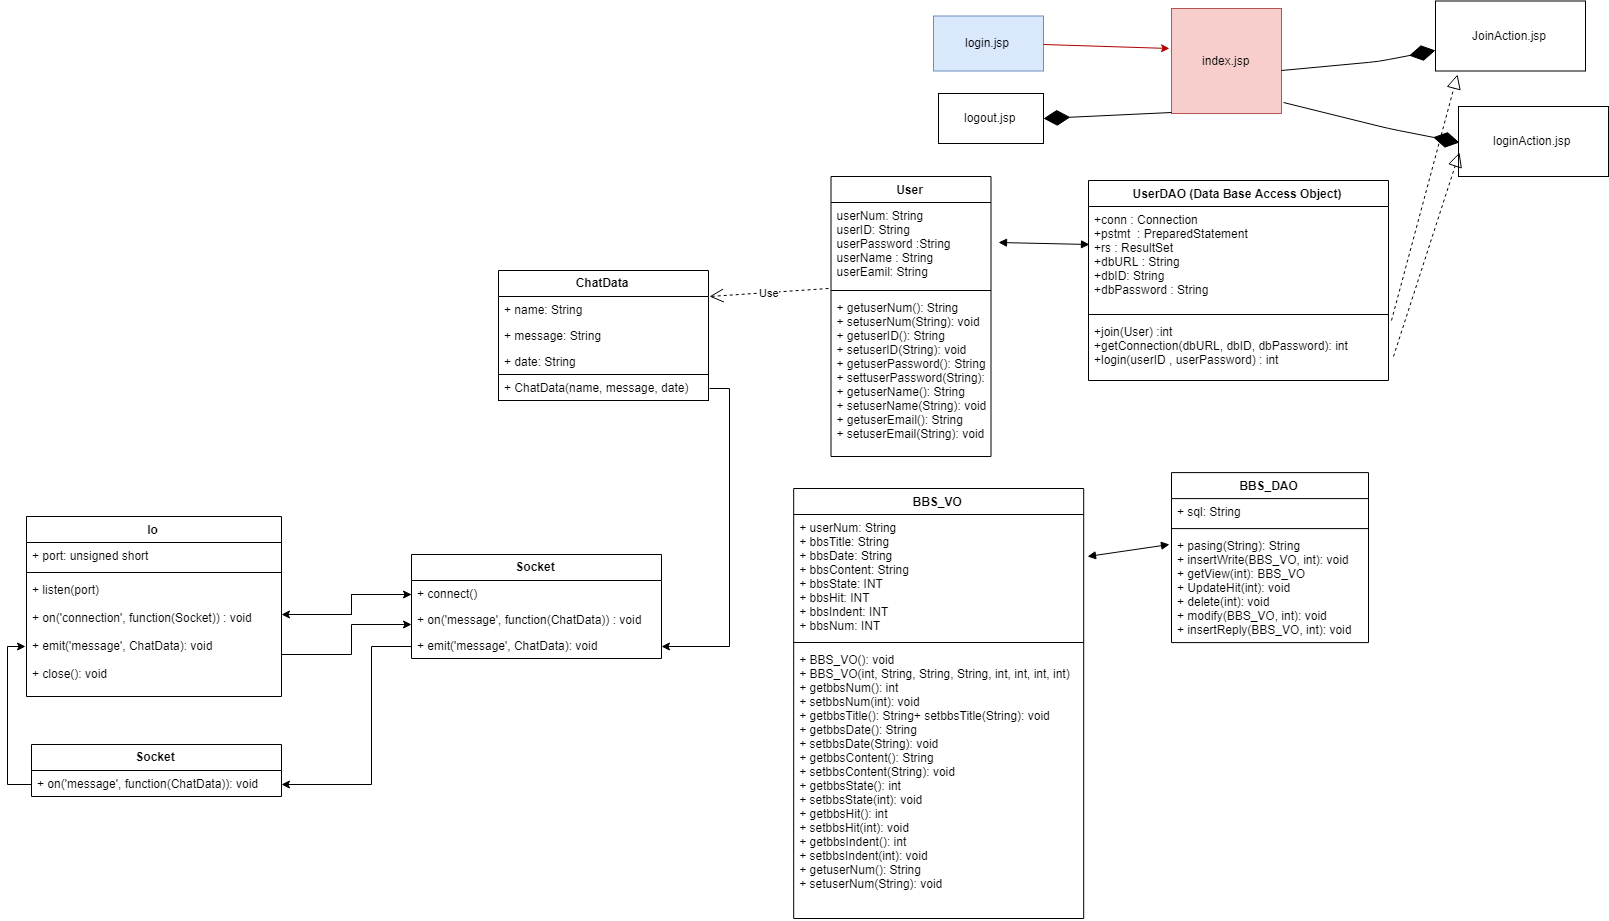 login.jsp
index.jsp
JoinAction.jsp
logout.jsp
loginAction.jsp
User
userNum: String
userID: String
userPassword :String
userName : String
userEamil: String
+ getuserNum(): String
+ setuserNum(String): void
+ getuserID(): String
+ setuserID(String): void
+ getuserPassword(): String
+ settuserPassword(String):
+ getuserName(): String
+ setuserName(String): void
+ getuserEmail(): String
+ setuserEmail(String): void
UserDAO (Data Base Access Object)
+conn : Connection
+pstmt : PreparedStatement
+rs : ResultSet
+dbURL : String
+dbID: String
+dbPassword : String
+join(User) :int
+getConnection(dbURL, dbID, dbPassword): int
+login(userID , userPassword) : int
ChatData
+ name: String
+ message: String
+ date: String
+ ChatData(name, message, date)
Use
Io
+ port: unsigned short
+ listen(port)
+ on('connection', function(Socket)) : void
+ emit('message', ChatData): void
+ close(): void
Socket
+ connect()
+ on('message', function(ChatData)) : void
+ emit('message', ChatData): void
Socket
+ on('message', function(ChatData)): void
BBS_VO
+ userNum: String
+ bbsTitle: String
+ bbsDate: String
+ bbsContent: String
+ bbsState: INT
+ bbsHit: INT
+ bbsIndent: INT
+ bbsNum: INT
+ BBS_VO(): void
+ BBS_VO(int, String, String, String, int, int, int, int)
+ getbbsNum(): int
+ setbbsNum(int): void
+ getbbsTitle(): String+ setbbsTitle(String): void
+ getbbsDate(): String
+ setbbsDate(String): void
+ getbbsContent(): String
+ setbbsContent(String): void
+ getbbsState(): int
+ setbbsState(int): void
+ getbbsHit(): int
+ setbbsHit(int): void
+ getbbsIndent(): int
+ setbbsIndent(int): void
+ getuserNum(): String
+ setuserNum(String): void
BBS_DAO
+ sql: String
+ pasing(String): String
+ insertWrite(BBS_VO, int): void
+ getView(int): BBS_VO
+ UpdateHit(int): void
+ delete(int): void
+ modify(BBS_VO, int): void
+ insertReply(BBS_VO, int): void